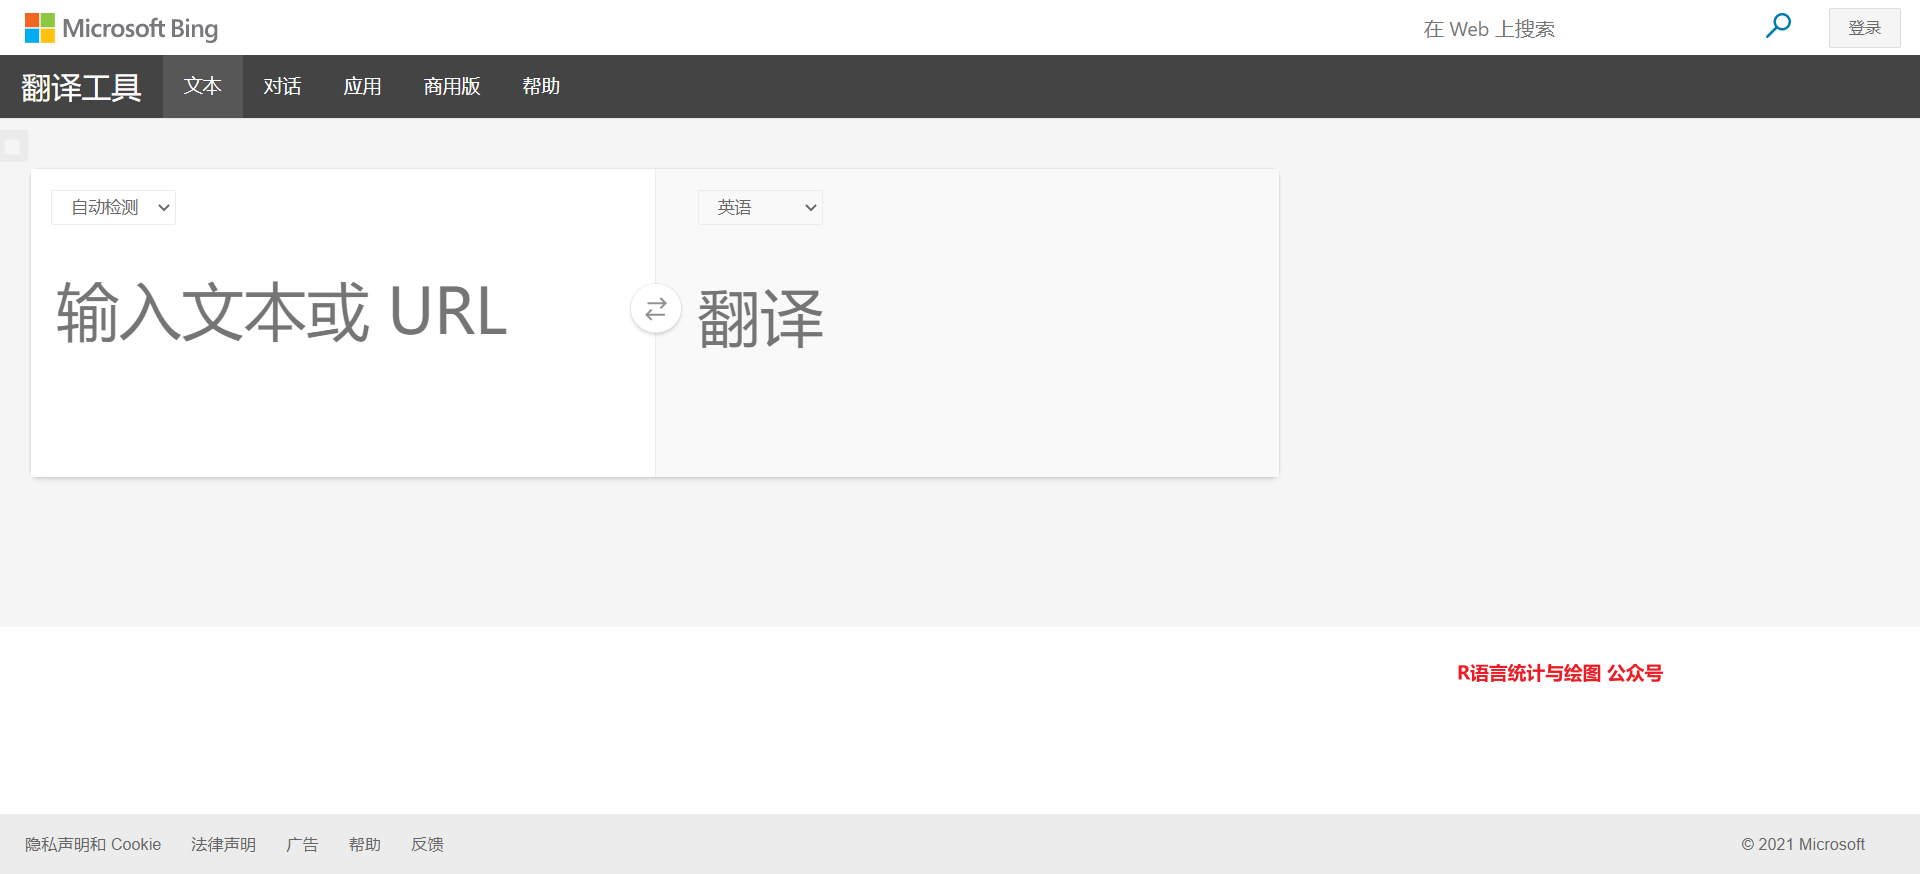 Microsoft Bing
在 Web 上搜索
登录
翻译工具
文本
对话
应用
商用版
帮助
自动检测
英语
输入文本或 URL
翻译
R语言统计与绘图 公众号
隐私声明和 Cookie
法律声明
广告
帮助
反馈
© 2021 Microsoft